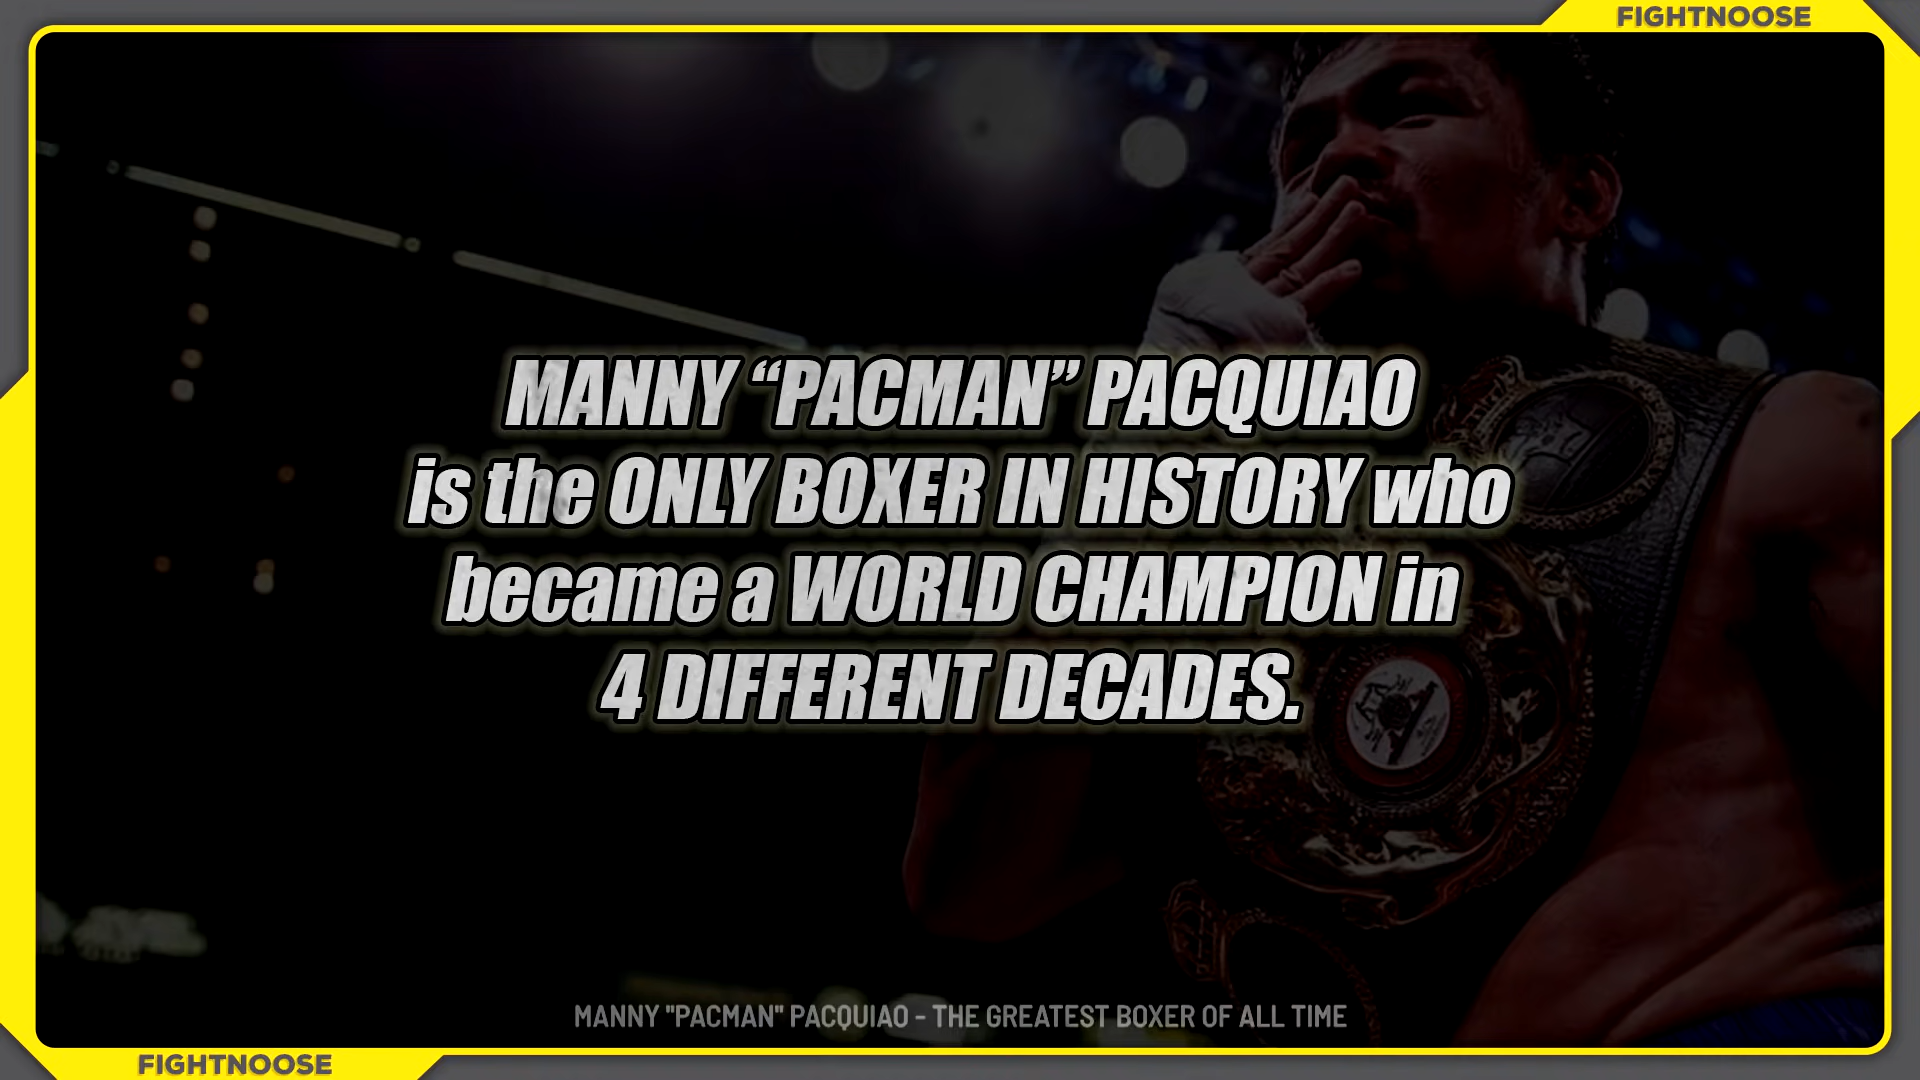 FIGHTNOOSE
MANNY “PACMAN” PACQUIAO
is the ONLY BOXER IN HISTORY who
became a WORLD CHAMPION in
4 DIFFERENT DECADES.
MANNY "PACMAN" PACQUIAO - THE GREATEST BOXER OF ALL TIME
FIGHTNOOSE